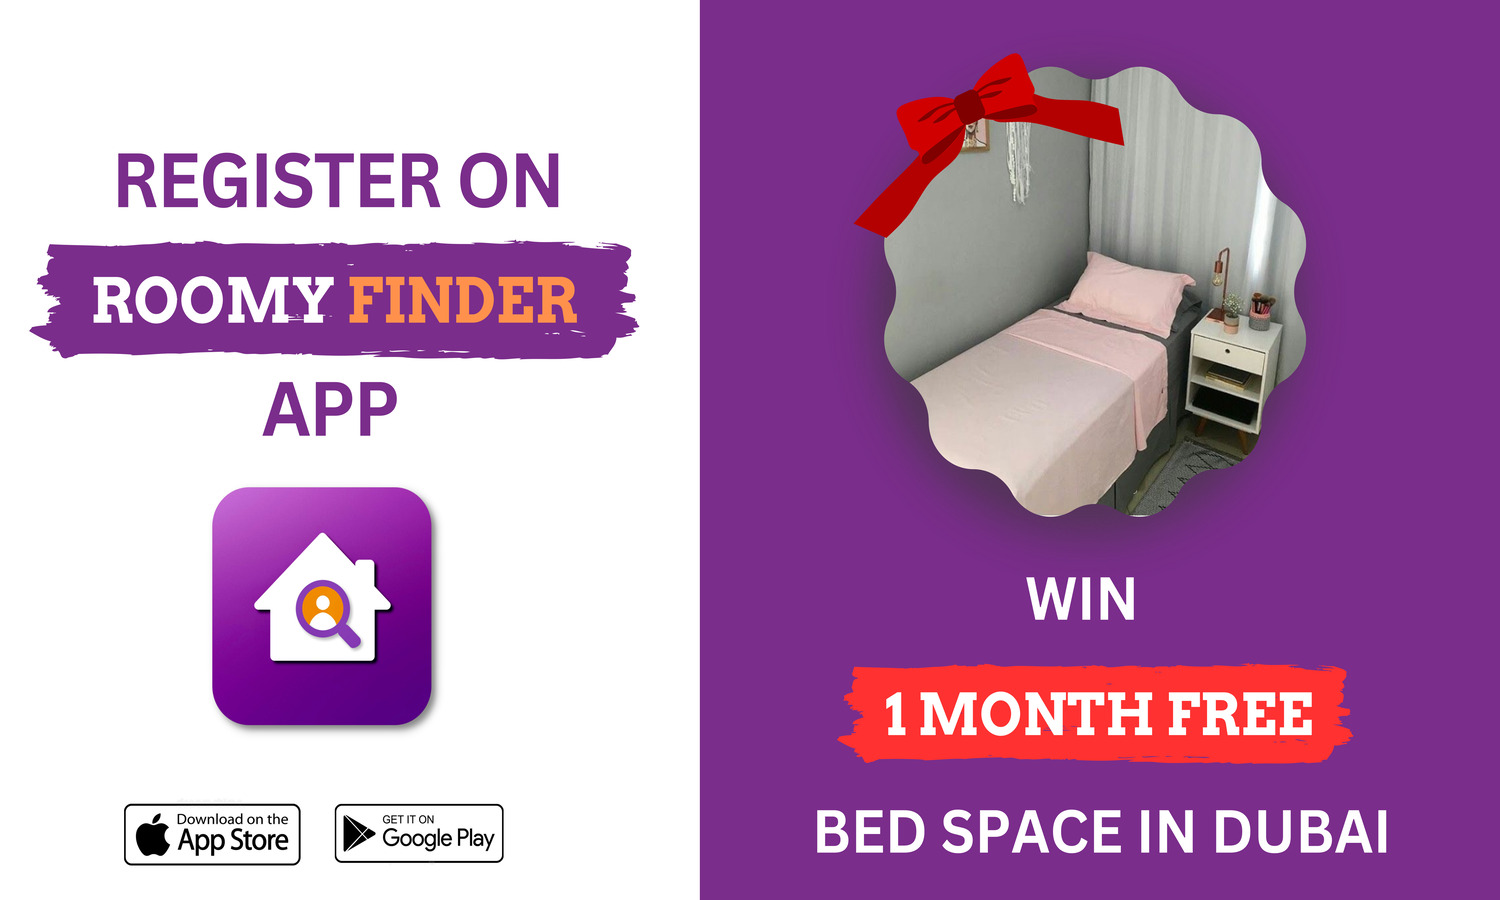 REGISTER ON
ROOMY FINDER
APP
Download on the
App Store
GET IT ON
Google Play
WIN
1 MONTH FREE
BED SPACE IN DUBAI